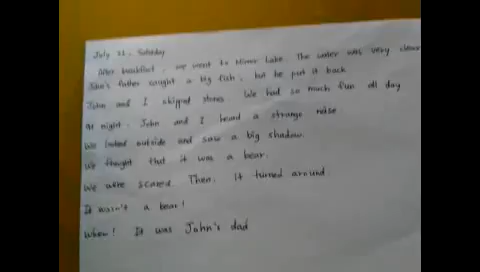 July 22, Saturday
After breakfast, we went to Mirror Lake. The water was very clear
John's father caught a big fish, but he put it back
John and I skipped stones. We had so much fun all day
At night, John and I heard a strange noise
We looked outside and saw a big shadow.
We thought that it was a bear.
We were scared. Then. It turned around.
It wasn't a bear!
Whew! It was John's dad